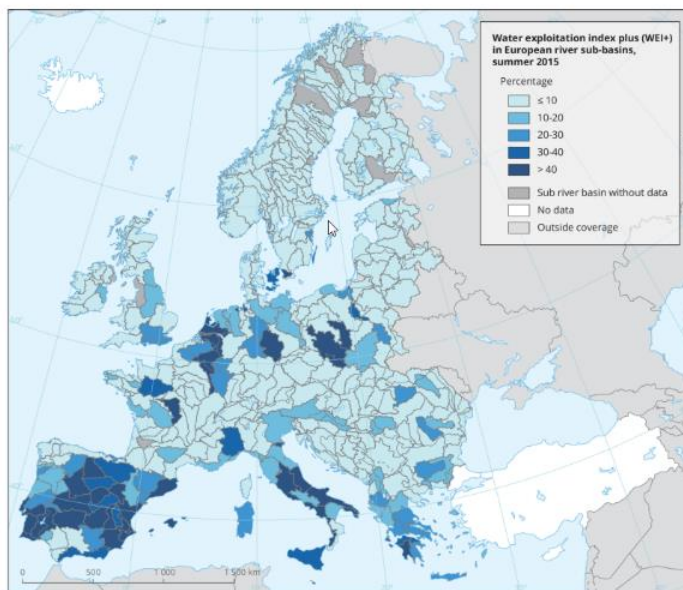 Water exploitation index plus (WEI+)
in European river sub-basins,
summer 2015
Percentage
≤ 10
10-20
20-30
30-40
> 40
Sub river basin without data
No data
Outside coverage
0 500 1 000 1 500 km